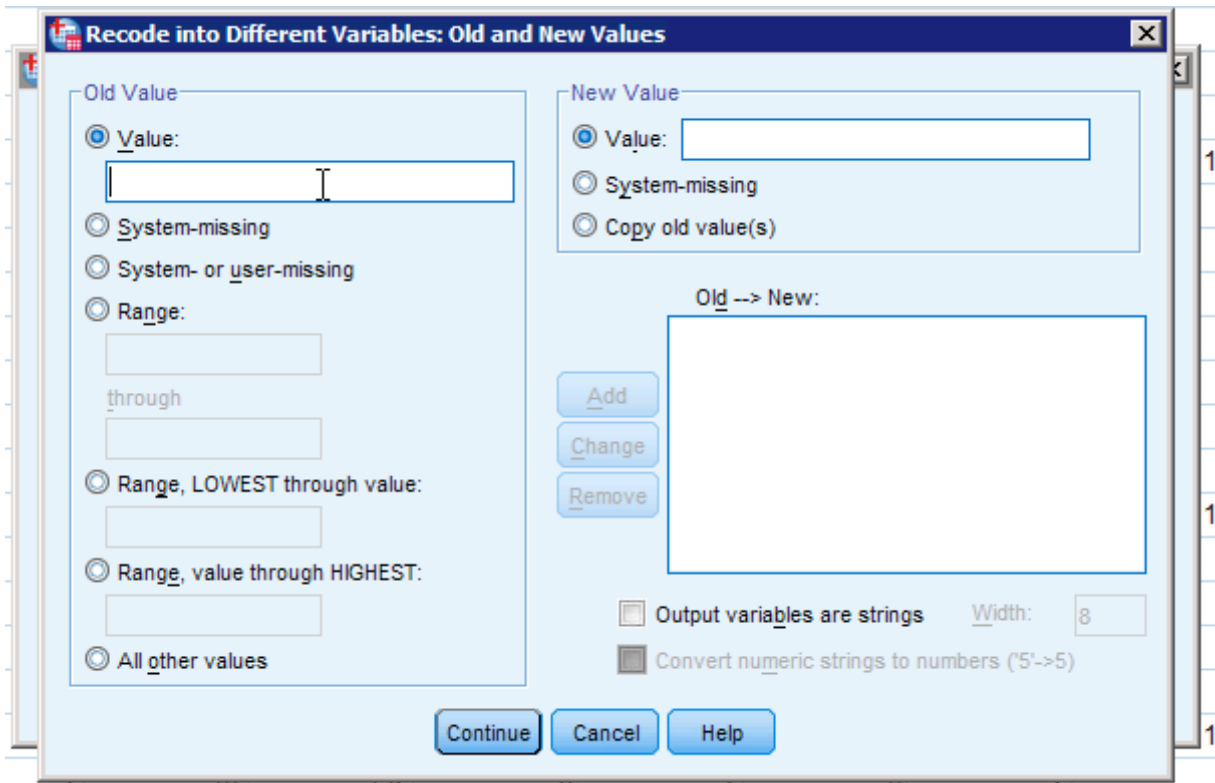 Recode into Different Variables: Old and New Values
Old Value
Value:
System-missing
System- or user-missing
Range:
through
Range, LOWEST through value:
Range, value through HIGHEST:
All other values
New Value
Value:
System-missing
Copy old value(s)
Old --> New:
Add
Change
Remove
Output variables are strings
Width: 8
Convert numeric strings to numbers ('5'->5)
Continue
Cancel
Help
1
1
1